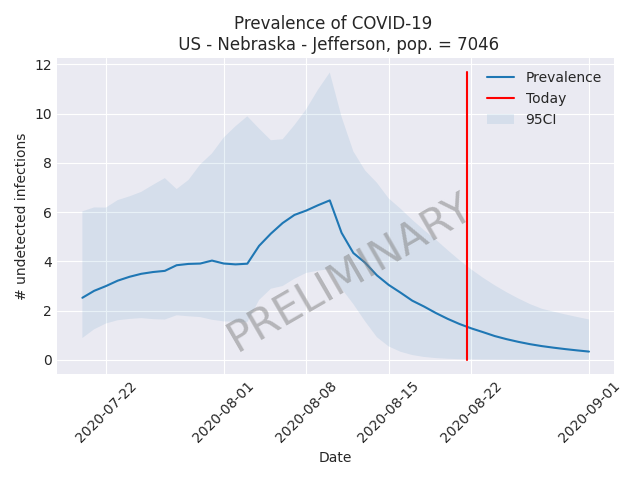 Prevalence of COVID-19
US - Nebraska - Jefferson, pop. = 7046
# undetected infections
12
10
8
6
4
2
0
Prevalence
Today
95CI
PRELIMINARY
2020-07-22
2020-08-01
2020-08-08
2020-08-15
2020-08-22
2020-09-01
Date